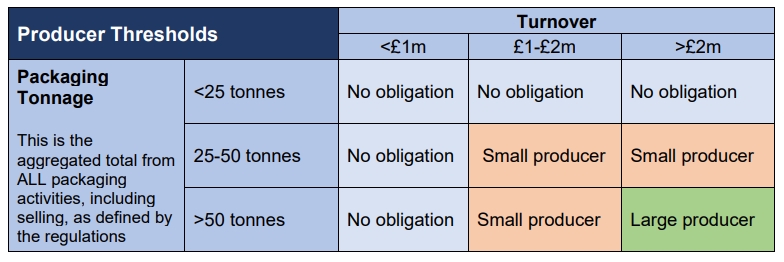 Producer Thresholds
Turnover
<£1m
£1-£2m
>£2m
Packaging
Tonnage
This is the
aggregated total from
ALL packaging
activities, including
selling, as defined by
the regulations
<25 tonnes
No obligation
No obligation
No obligation
25-50 tonnes
No obligation
Small producer
Small producer
>50 tonnes
No obligation
Small producer
Large producer